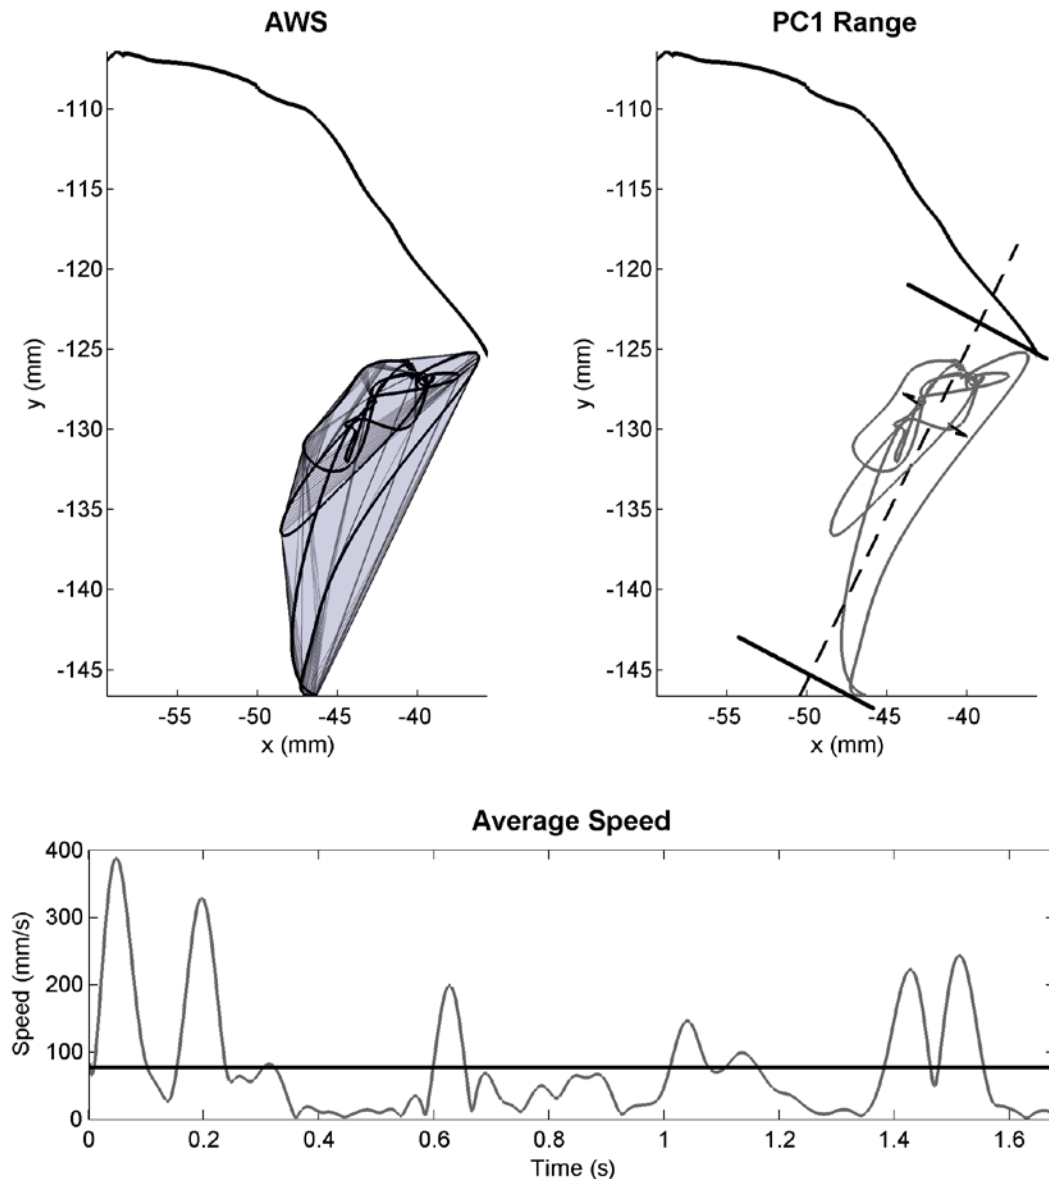 AWS
PC1 Range
-110
-115
-120
-125
-130
-135
-140
-145
y (mm)
-55 -50 -45 -40
x (mm)
-110
-115
-120
-125
-130
-135
-140
-145
y (mm)
-55 -50 -45 -40
x (mm)
Average Speed
400
300
200
100
0
Speed (mm/s)
0 0.2 0.4 0.6 0.8 1 1.2 1.4 1.6
Time (s)